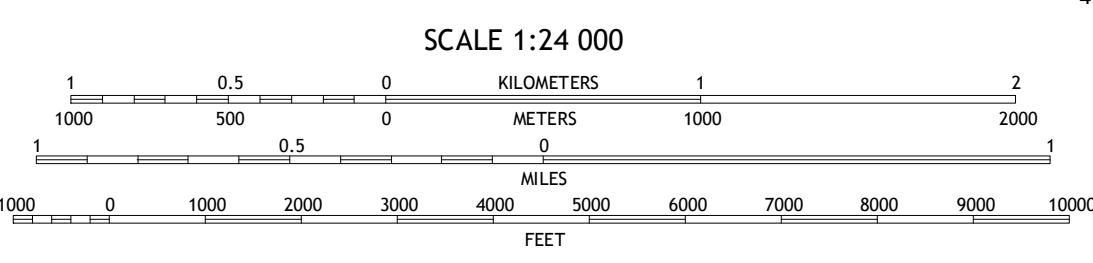 SCALE 1:24 000
1 0.5 0 KILOMETERS 1 2
1000 500 0 METERS 1000 2000
1 0.5 0 1
MILES
1000 0 1000 2000 3000 4000 5000 6000 7000 8000 9000 10000
FEET